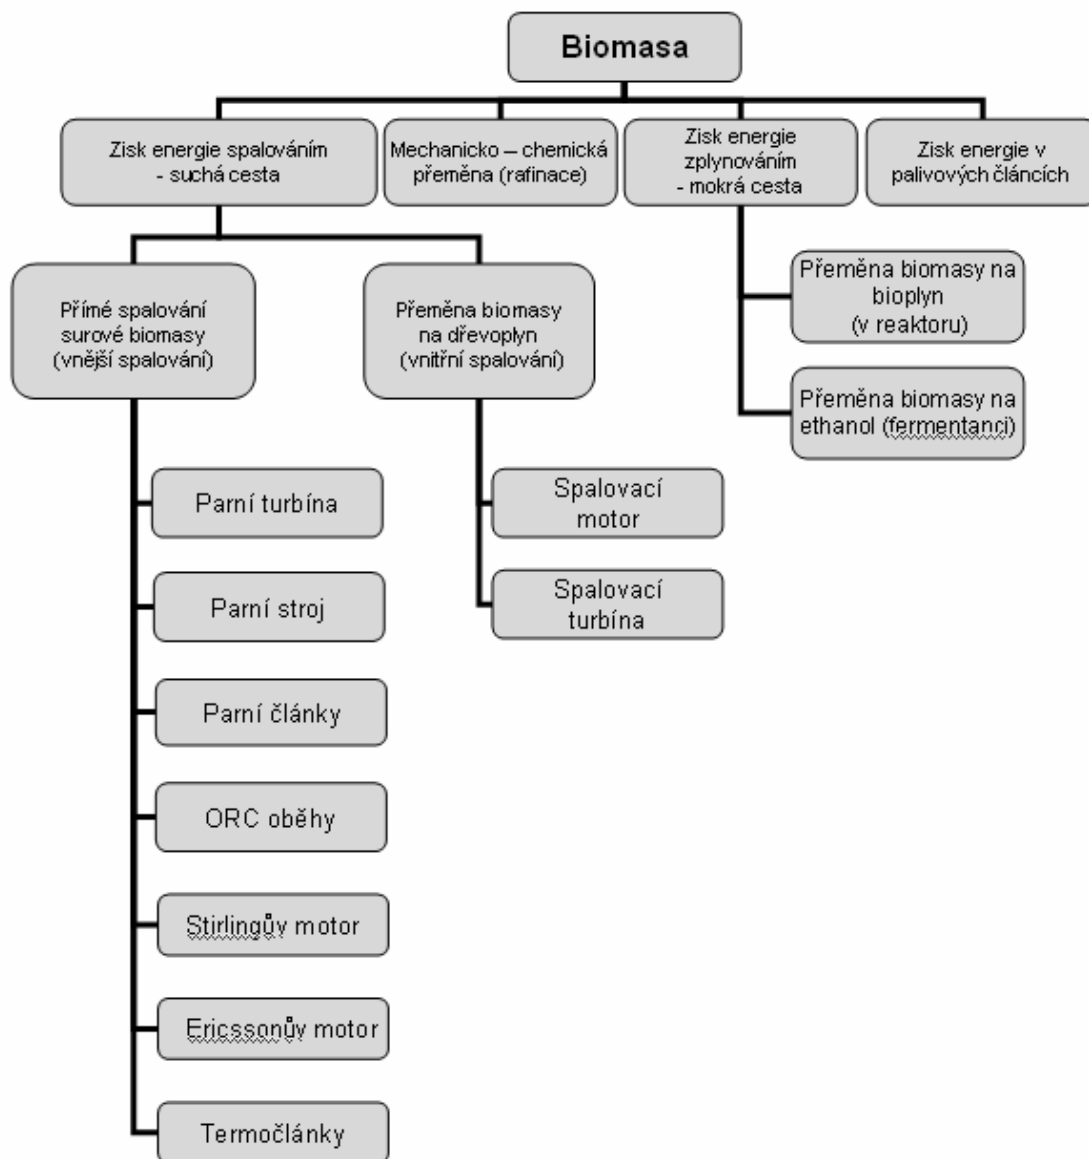 Biomasa
Zisk energie spalováním
- suchá cesta
Mechanicko – chemická
přeměna (rafinace)
Zisk energie
zplynováním
- mokrá cesta
Zisk energie v
palivových článcích
Přímé spalování
surové biomasy
(vnější spalování)
Přeměna biomasy
na dřevoplyn
(vnitřní spalování)
Přeměna biomasy na
bioplyn
(v reaktoru)
Přeměna biomasy na
ethanol (fermentanci)
Parní turbína
Spalovací
motor
Parní stroj
Spalovací
turbína
Parní články
ORC oběhy
Stirlingův motor
Ericssonův motor
Termočlánky